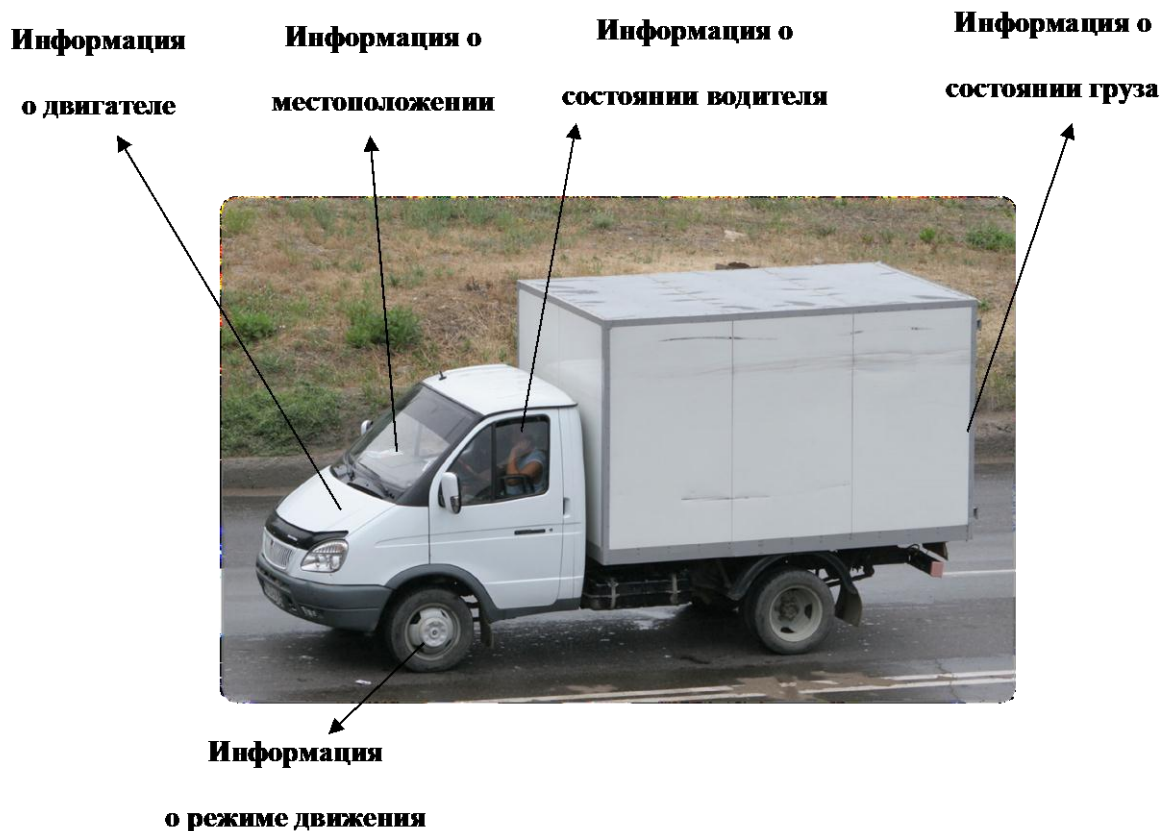 Информация
о двигателе
Информация о
местоположении
Информация о
состоянии водителя
Информация о
состоянии груза
Информация
о режиме движения